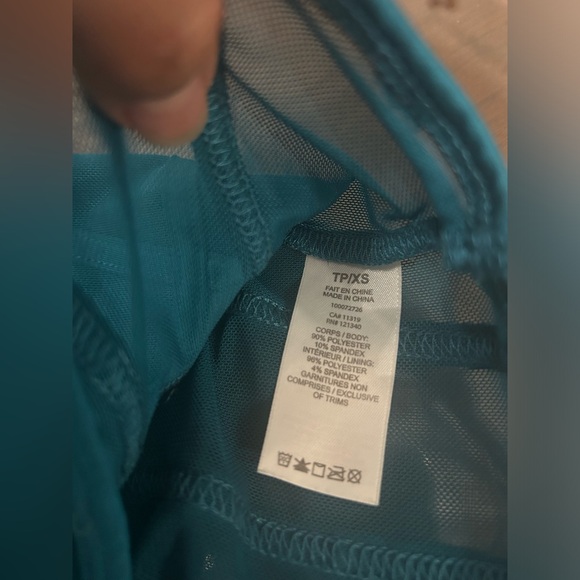 TP/XS
FAIT EN CHINE
MADE IN CHINA
100072726
CA# 11319
RN# 121340
CORPS / BODY:
90% POLYESTER
10% SPANDEX
INTÉRIEUR / LINING:
96% POLYESTER
4% SPANDEX
GARNITURES NON
COMPRISES / EXCLUSIVE
OF TRIMS